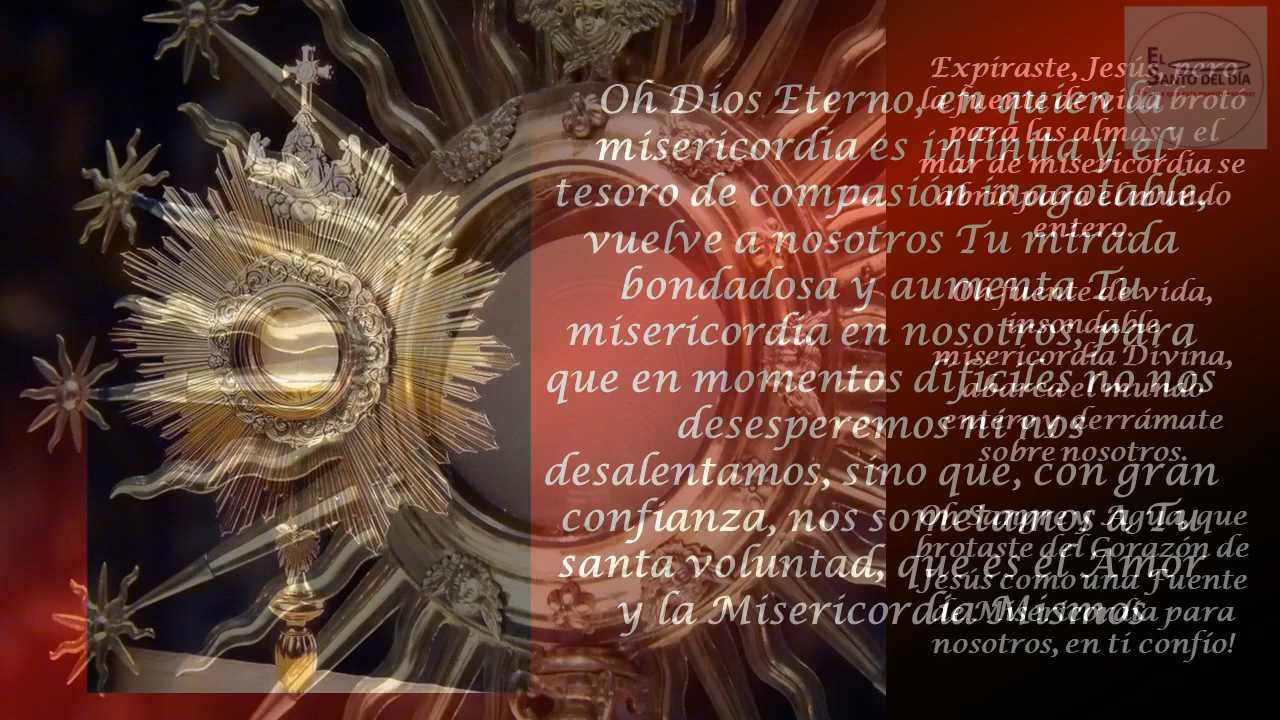 Oh Dios Eterno, en quien la
misericordia es infinita y el
tesoro de compasión inagotable,
vuelve a nosotros Tu mirada
bondadosa y aumenta Tu
misericordia en nosotros, para
que en momentos difíciles no nos
desesperemos ni nos
desalentamos, sino que, con gran
confianza, nos sometamos a Tu
santa voluntad, que es el Amor
y la Misericordia Mismos
Expiraste, Jesús, pero
la fuente de vida brotó
para las almas y el
mar de misericordia se
abrió para el mundo
entero.
Oh fuente de vida,
insondable
misericordia Divina,
abarca el mundo
entero y derrámate
sobre nosotros.
Oh Sangre y Agua, que
brotaste del Corazón de
Jesús como una Fuente
de Misericordia para
nosotros, en ti confío!
EL
SANTO DEL DÍA